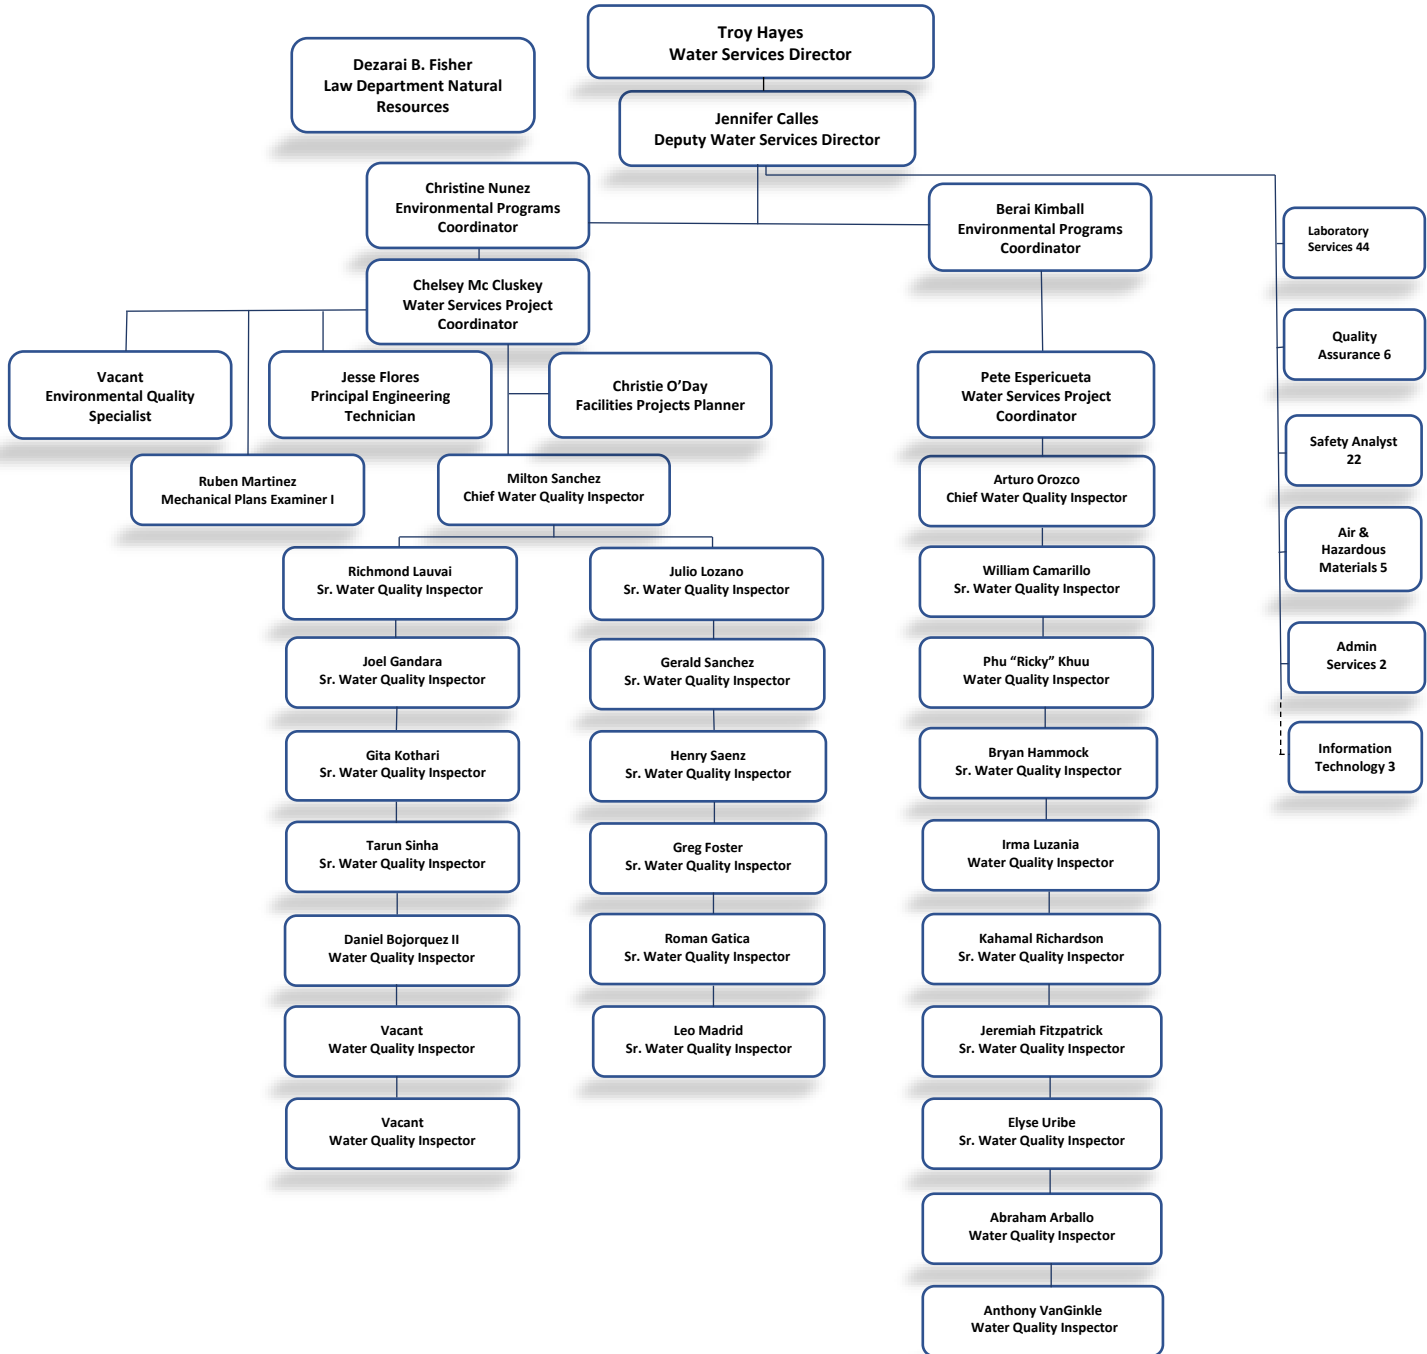 Troy Hayes
Water Services Director
Dezarai B. Fisher
Law Department Natural
Resources
Jennifer Calles
Deputy Water Services Director
Christine Nunez
Environmental Programs
Coordinator
Berai Kimball
Environmental Programs
Coordinator
Laboratory
Services 44
Chelsey Mc Cluskey
Water Services Project
Coordinator
Quality
Assurance 6
Vacant
Environmental Quality
Specialist
Jesse Flores
Principal Engineering
Technician
Christie O’Day
Facilities Projects Planner
Pete Espericueta
Water Services Project
Coordinator
Safety Analyst
22
Ruben Martinez
Mechanical Plans Examiner I
Milton Sanchez
Chief Water Quality Inspector
Arturo Orozco
Chief Water Quality Inspector
Air &
Hazardous
Materials 5
Richmond Lauvai
Sr. Water Quality Inspector
Julio Lozano
Sr. Water Quality Inspector
William Camarillo
Sr. Water Quality Inspector
Joel Gandara
Sr. Water Quality Inspector
Gerald Sanchez
Sr. Water Quality Inspector
Phu “Ricky” Khuu
Water Quality Inspector
Admin
Services 2
Gita Kothari
Sr. Water Quality Inspector
Henry Saenz
Sr. Water Quality Inspector
Bryan Hammock
Sr. Water Quality Inspector
Information
Technology 3
Tarun Sinha
Sr. Water Quality Inspector
Greg Foster
Sr. Water Quality Inspector
Irma Luzania
Water Quality Inspector
Daniel Bojorquez II
Water Quality Inspector
Roman Gatica
Sr. Water Quality Inspector
Kahamal Richardson
Sr. Water Quality Inspector
Vacant
Water Quality Inspector
Leo Madrid
Sr. Water Quality Inspector
Jeremiah Fitzpatrick
Sr. Water Quality Inspector
Vacant
Water Quality Inspector
Elyse Uribe
Sr. Water Quality Inspector
Abraham Arballo
Water Quality Inspector
Anthony VanGinkle
Water Quality Inspector